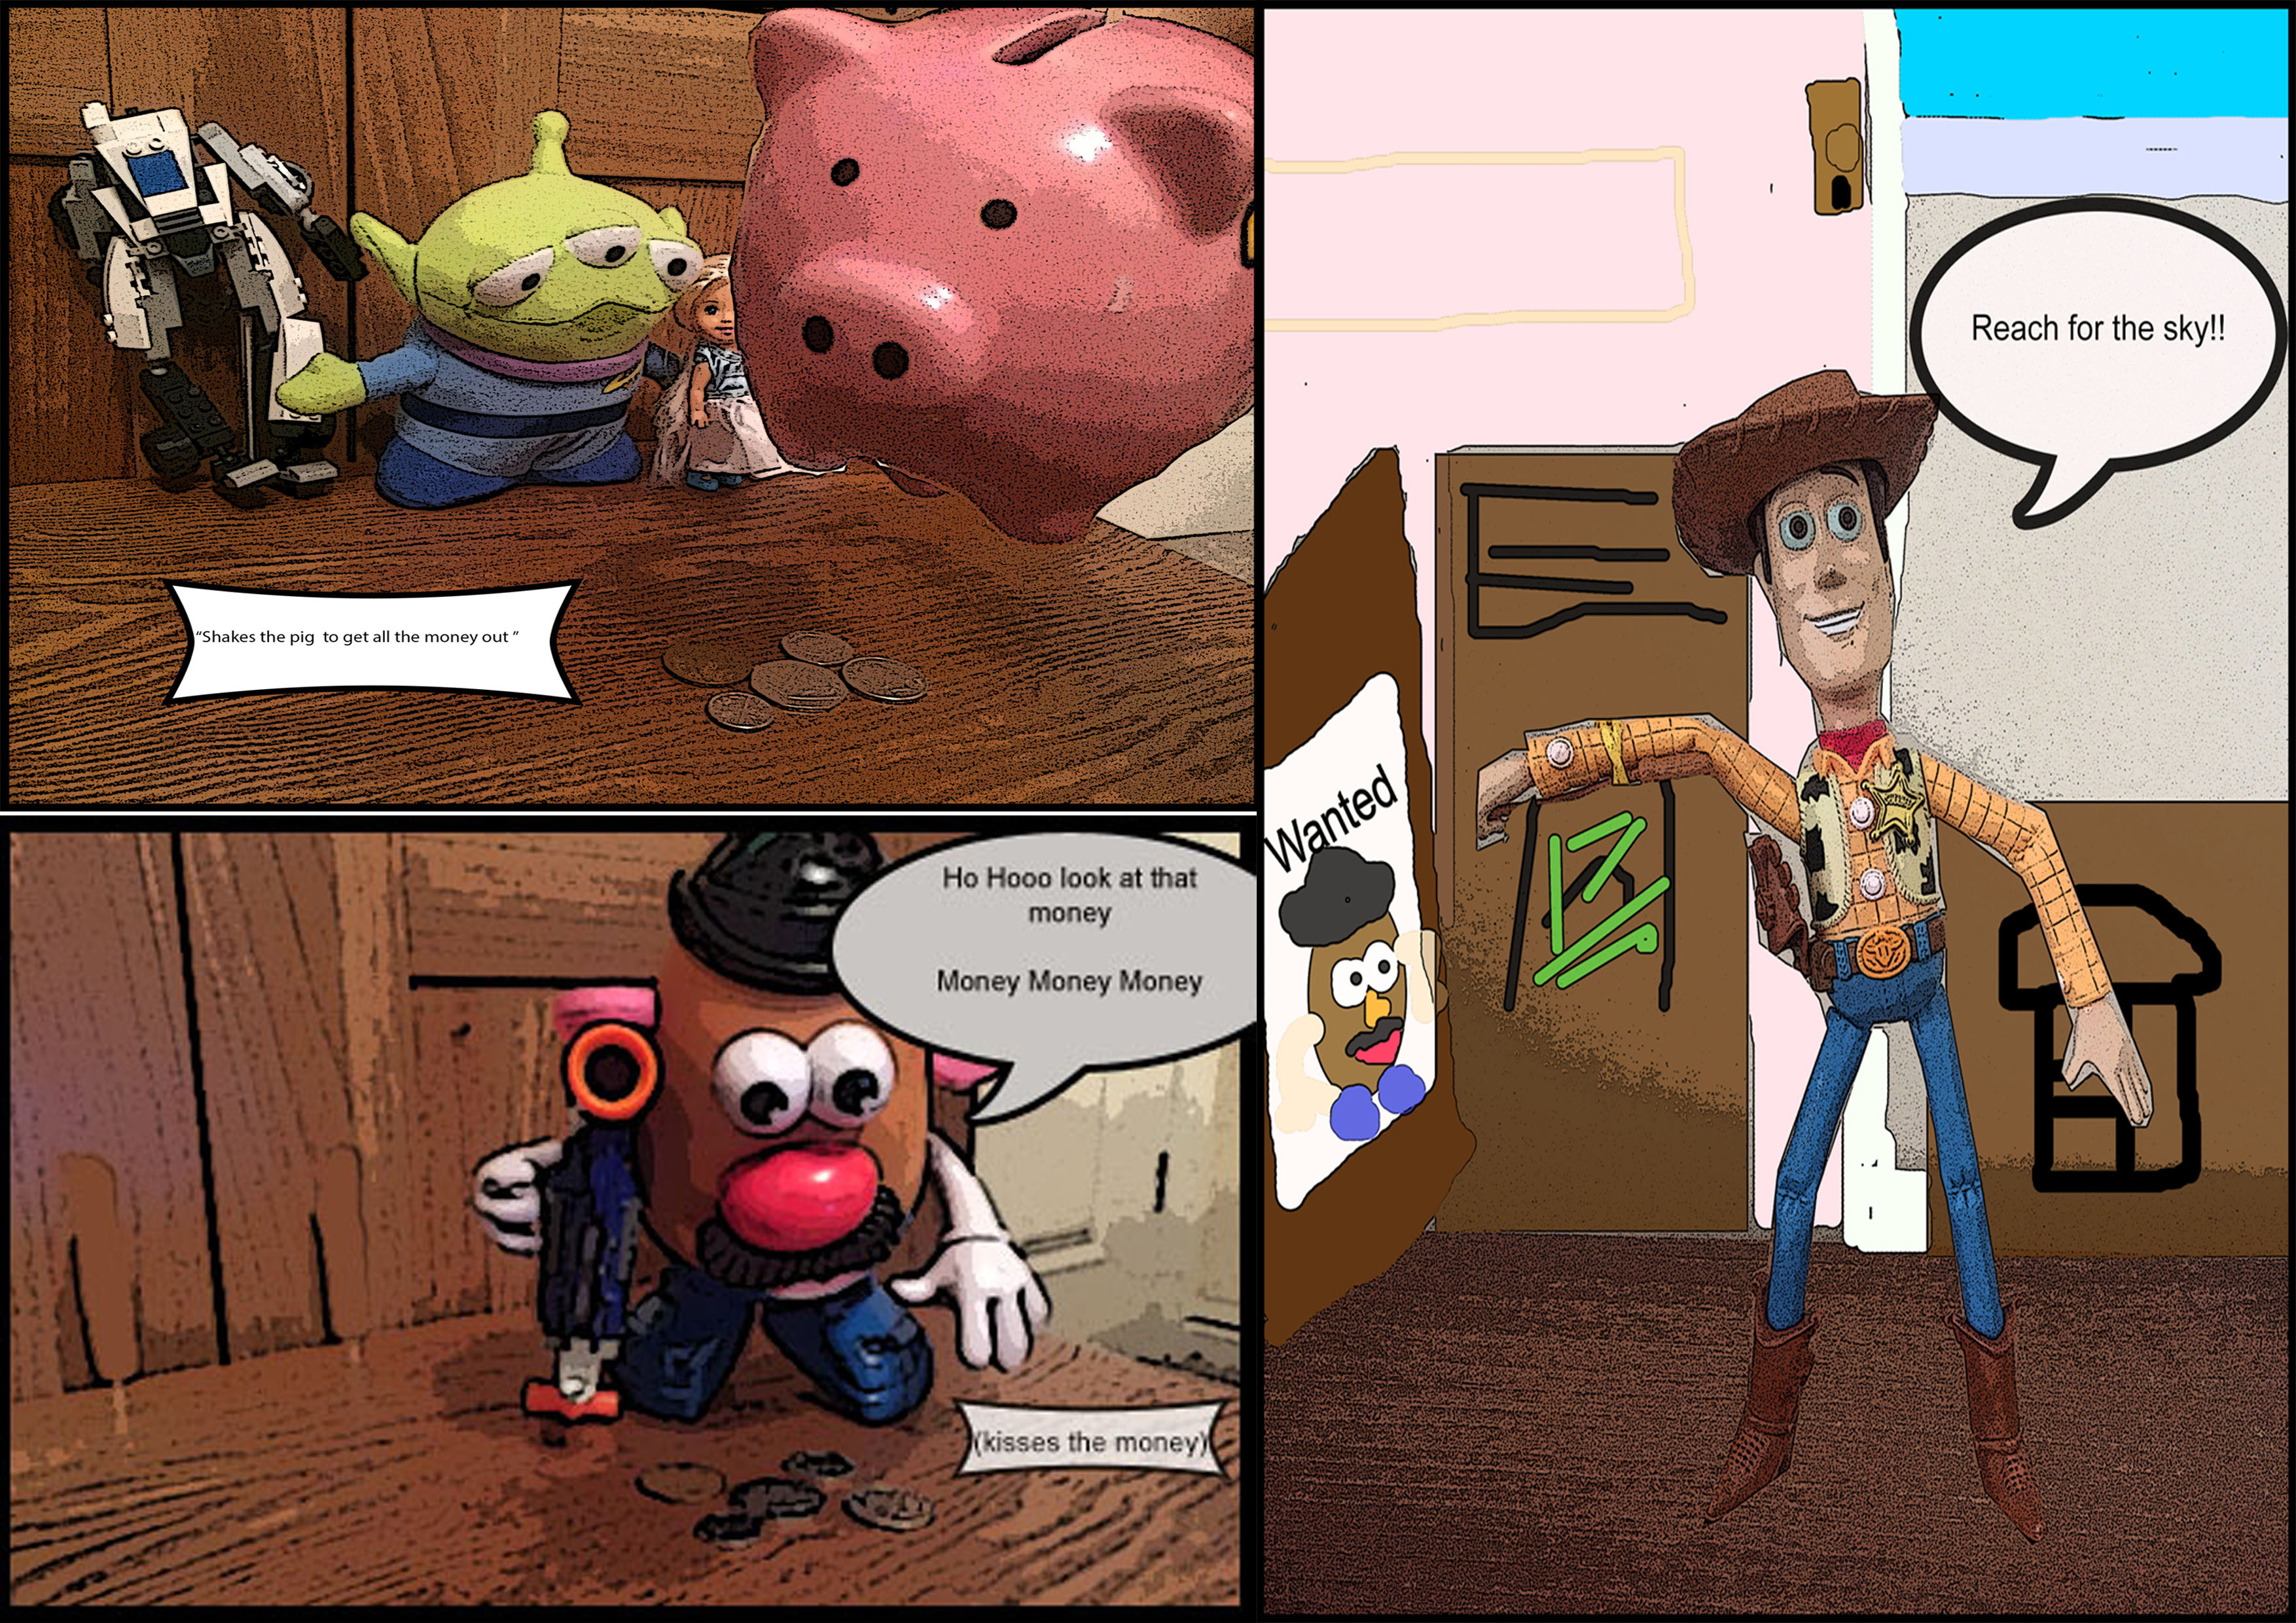 “Shakes the pig  to get all the money out ”
Ho Hooo look at that
money
Money Money Money
(kisses the money)
Reach for the sky!!
Wanted